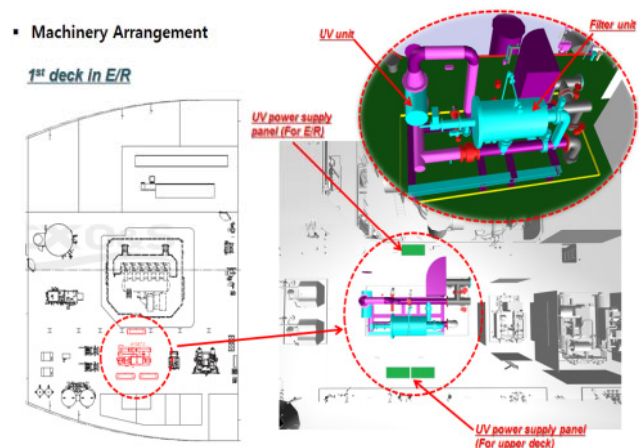 ▪ Machinery Arrangement
1st deck in E/R
UV unit
Filter unit
UV power supply
panel (For E/R)
UV power supply panel
(For upper deck)